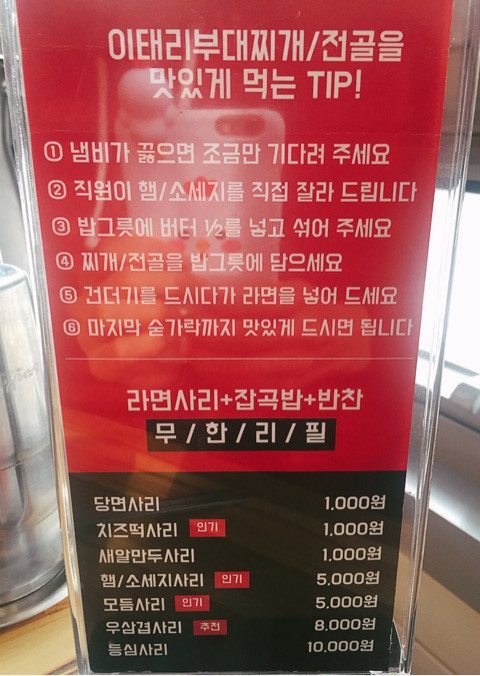 이태리부대찌개/전골을
맛있게 먹는 TIP!
① 냄비가 끓으면 조금만 기다려 주세요
② 직원이 햄/소세지를 직접 잘라 드립니다
③ 밥그릇에 버터 ½를 넣고 섞어 주세요
④ 찌개/전골을 밥그릇에 담으세요
⑤ 건더기를 드시다가 라면을 넣어 드세요
⑥ 마지막 숟가락까지 맛있게 드시면 됩니다
라면사리+잡곡밥+반찬
무/한/리/필
당면사리 1,000원
치즈떡사리 인기 1,000원
새알만두사리 1,000원
햄/소세지사리 인기 5,000원
모듬사리 인기 5,000원
우삼겹사리 추천 8,000원
등심사리 10,000원